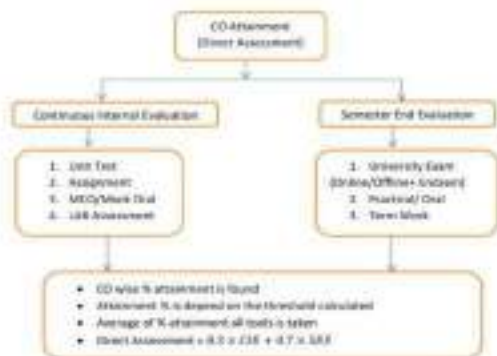 CO Attainment
(Direct Assessment)
Continuous Internal Evaluation
Semester End Evaluation
1. Unit Test
2. Assignment
3. MCQ/Mock Oral
4. LAB Assessment
1. University Exam
(Online/Offline+ Endsem)
2. Practical/ Oral
3. Term Work
• CO wise % attainment is found
• Attainment % is depend on the threshold calculated
• Average of % attainment all tools is taken
• Direct Assessment = 0.3 × CIE + 0.7 × SEE